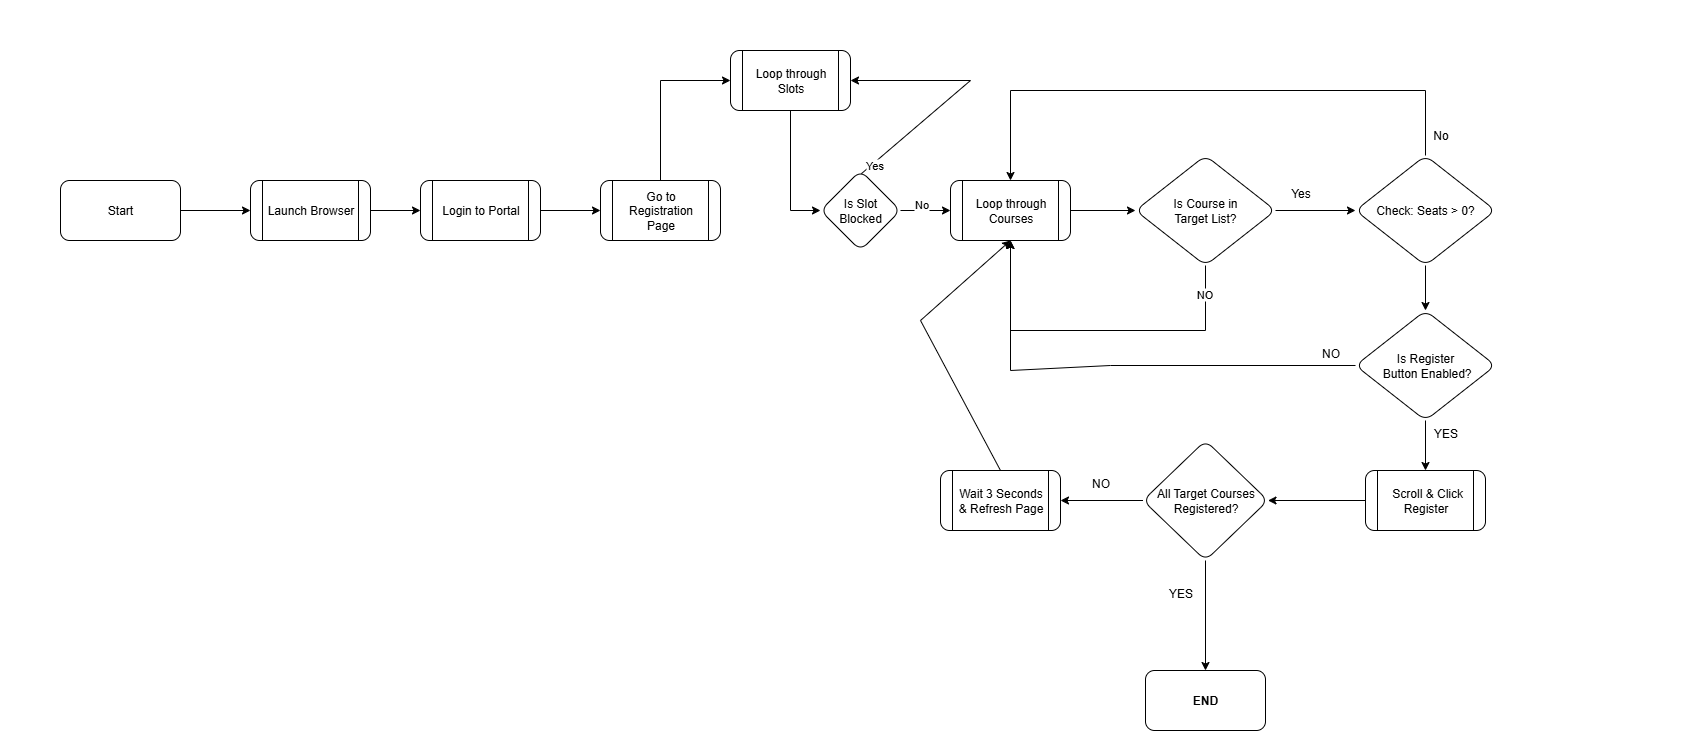 Loop through
Slots
No
Yes
Start
Launch Browser
Login to Portal
Go to
Registration
Page
Is Slot
Blocked
No
Loop through
Courses
Is Course in
Target List?
Yes
Check: Seats > 0?
NO
NO
Is Register
Button Enabled?
YES
Wait 3 Seconds
& Refresh Page
NO
All Target Courses
Registered?
Scroll & Click
Register
YES
END